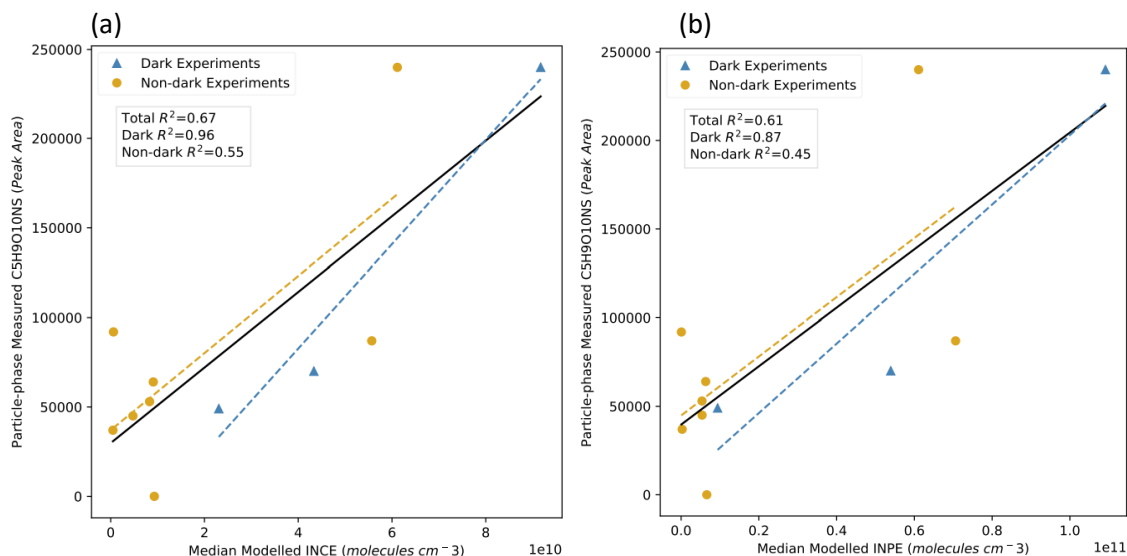 (a)
250000
200000
150000
100000
50000
0
Particle-phase Measured C5H9O10NS (Peak Area)
Dark Experiments
Non-dark Experiments
Total R²=0.67
Dark R²=0.96
Non-dark R²=0.55
0
2
4
6
8
1e10
Median Modelled INCE (molecules cm⁻3)
(b)
250000
200000
150000
100000
50000
0
Particle-phase Measured C5H9O10NS (Peak Area)
Dark Experiments
Non-dark Experiments
Total R²=0.61
Dark R²=0.87
Non-dark R²=0.45
0.0
0.2
0.4
0.6
0.8
1.0
1e11
Median Modelled INPE (molecules cm⁻3)